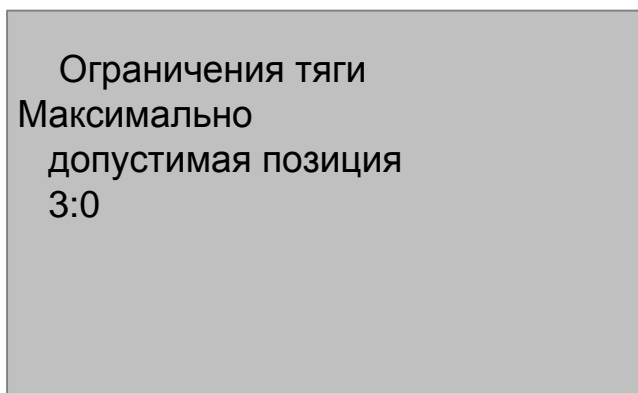 Ограничения тяги
Максимально
допустимая позиция
3:0